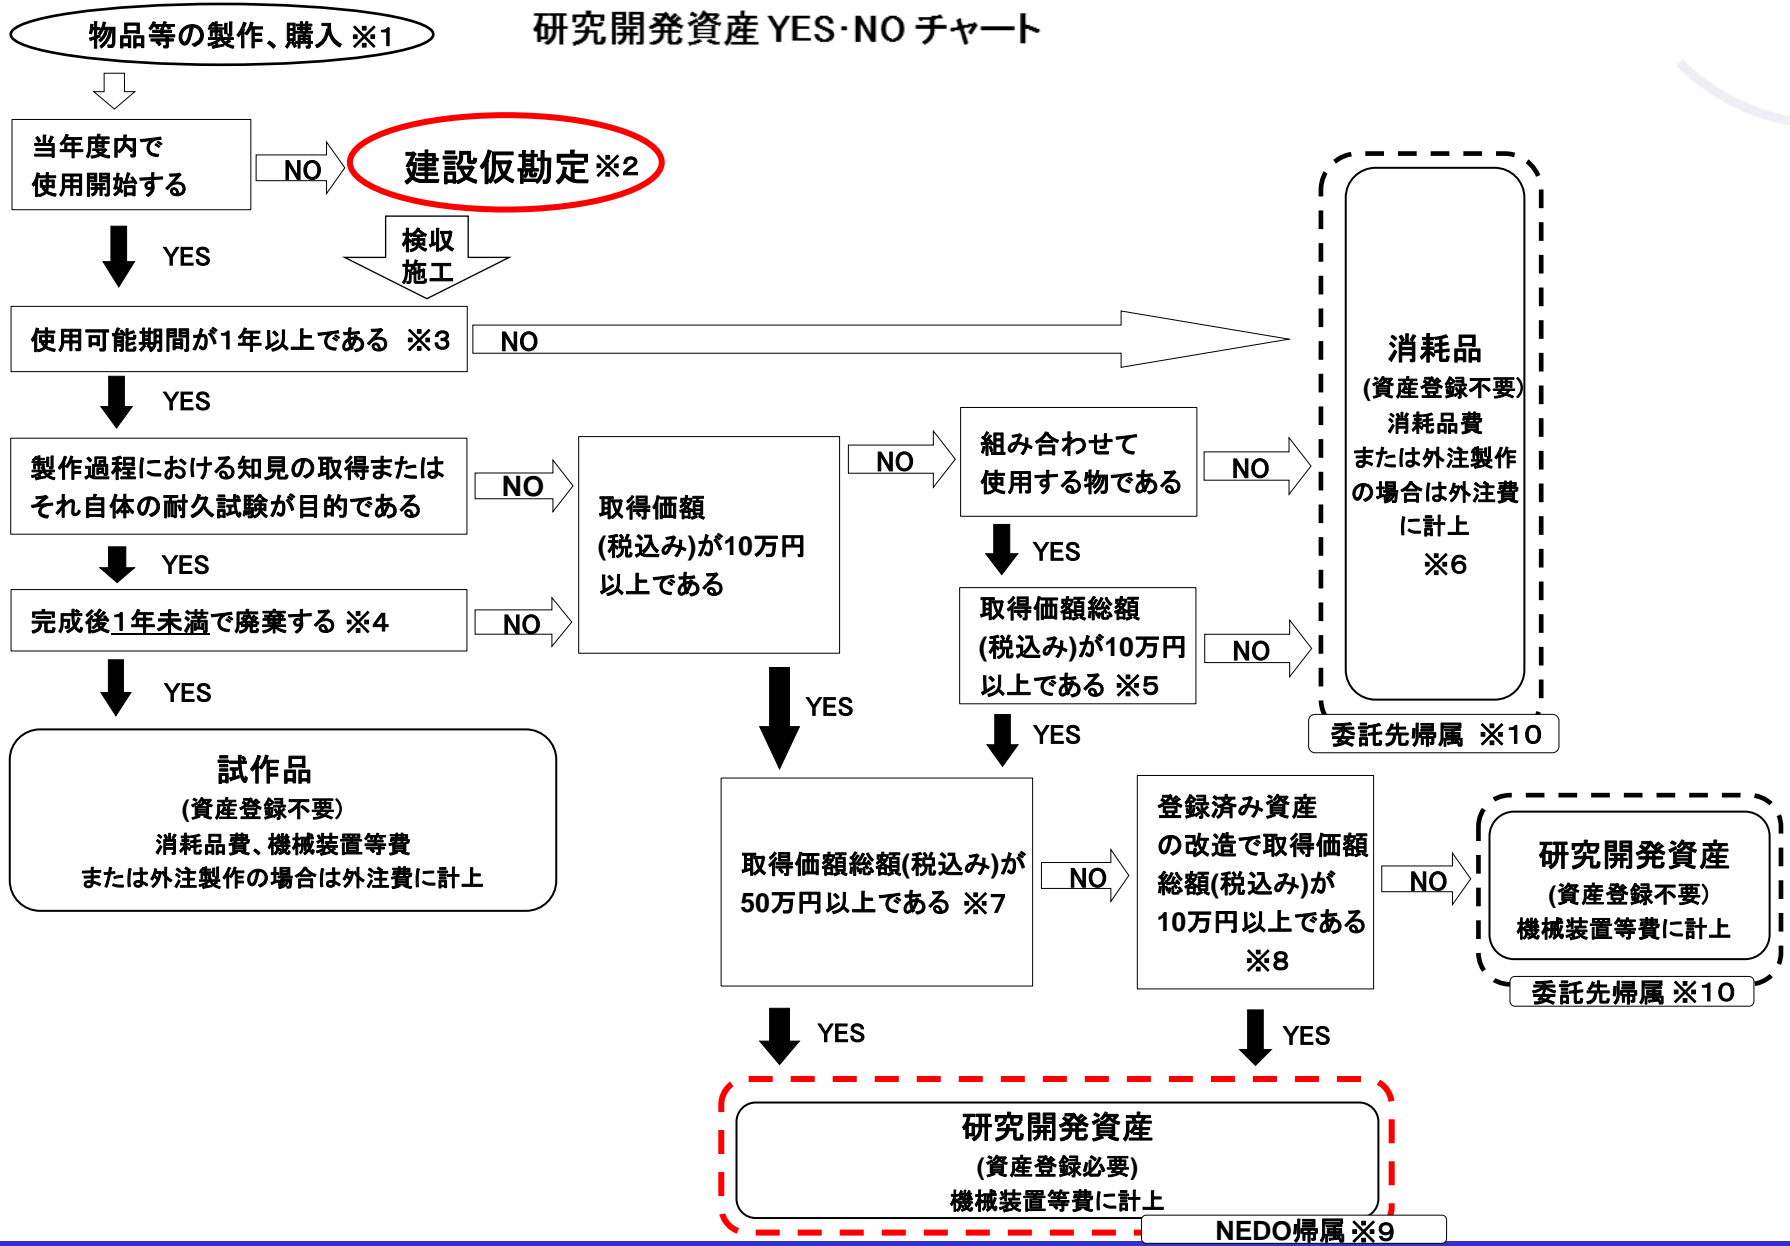 研究開発資産 YES･NO チャート
物品等の製作、購入 ※1
当年度内で
使用開始する
NO
建設仮勘定※2
YES
検収
施工
使用可能期間が1年以上である ※3
NO
YES
製作過程における知見の取得または
それ自体の耐久試験が目的である
NO
YES
完成後1年未満で廃棄する ※4
NO
YES
試作品
(資産登録不要)
消耗品費、機械装置等費
または外注製作の場合は外注費に計上
取得価額
(税込み)が10万円
以上である
NO
YES
組み合わせて
使用する物である
NO
YES
取得価額総額
(税込み)が10万円
以上である ※5
NO
YES
消耗品
(資産登録不要)
消耗品費
または外注製作
の場合は外注費
に計上
※6
委託先帰属 ※10
取得価額総額(税込み)が
50万円以上である ※7
NO
YES
登録済み資産
の改造で取得価額
総額(税込み)が
10万円以上である
※8
NO
YES
研究開発資産
(資産登録不要)
機械装置等費に計上
委託先帰属 ※10
研究開発資産
(資産登録必要)
機械装置等費に計上
NEDO帰属 ※9